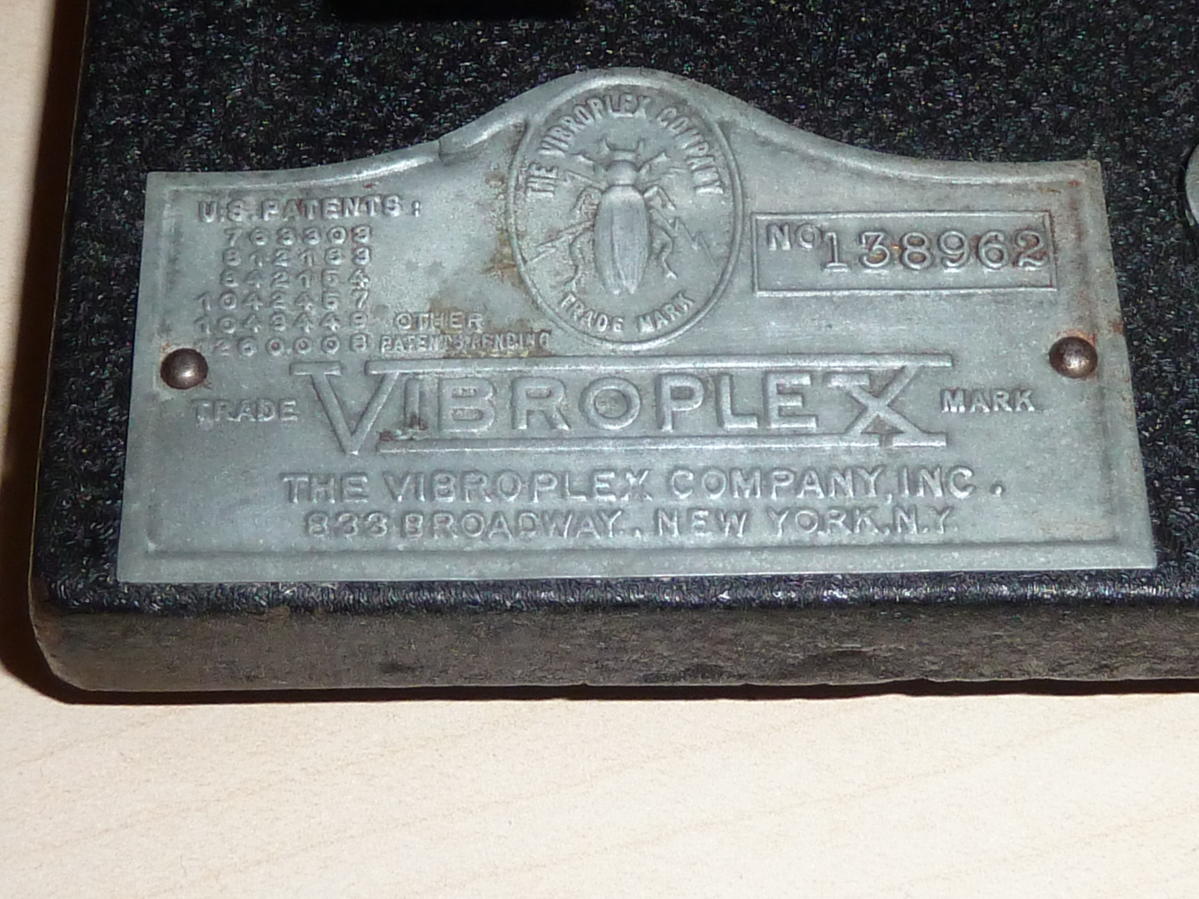 THE VIBROPLEX COMPANY
TRADE MARK
U.S. PATENTS:
763303
812183
842154
1042457
1043449 OTHER
1260008 PATENTS PENDING
NO 138962
TRADE VIBROPLEX MARK
THE VIBROPLEX COMPANY, INC.
833 BROADWAY, NEW YORK, N.Y.